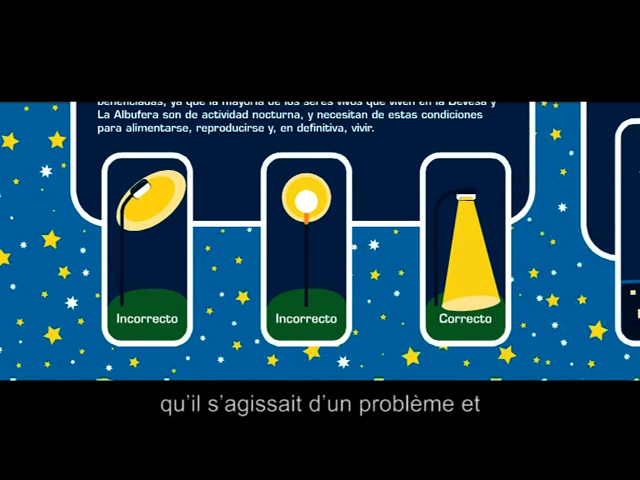 beneficiadas, ya que la mayoría de los seres vivos que viven en la Devesa y
La Albufera son de actividad nocturna, y necesitan de estas condiciones
para alimentarse, reproducirse y, en definitiva, vivir.
Incorrecto
Incorrecto
Correcto
qu'il s'agissait d'un problème et